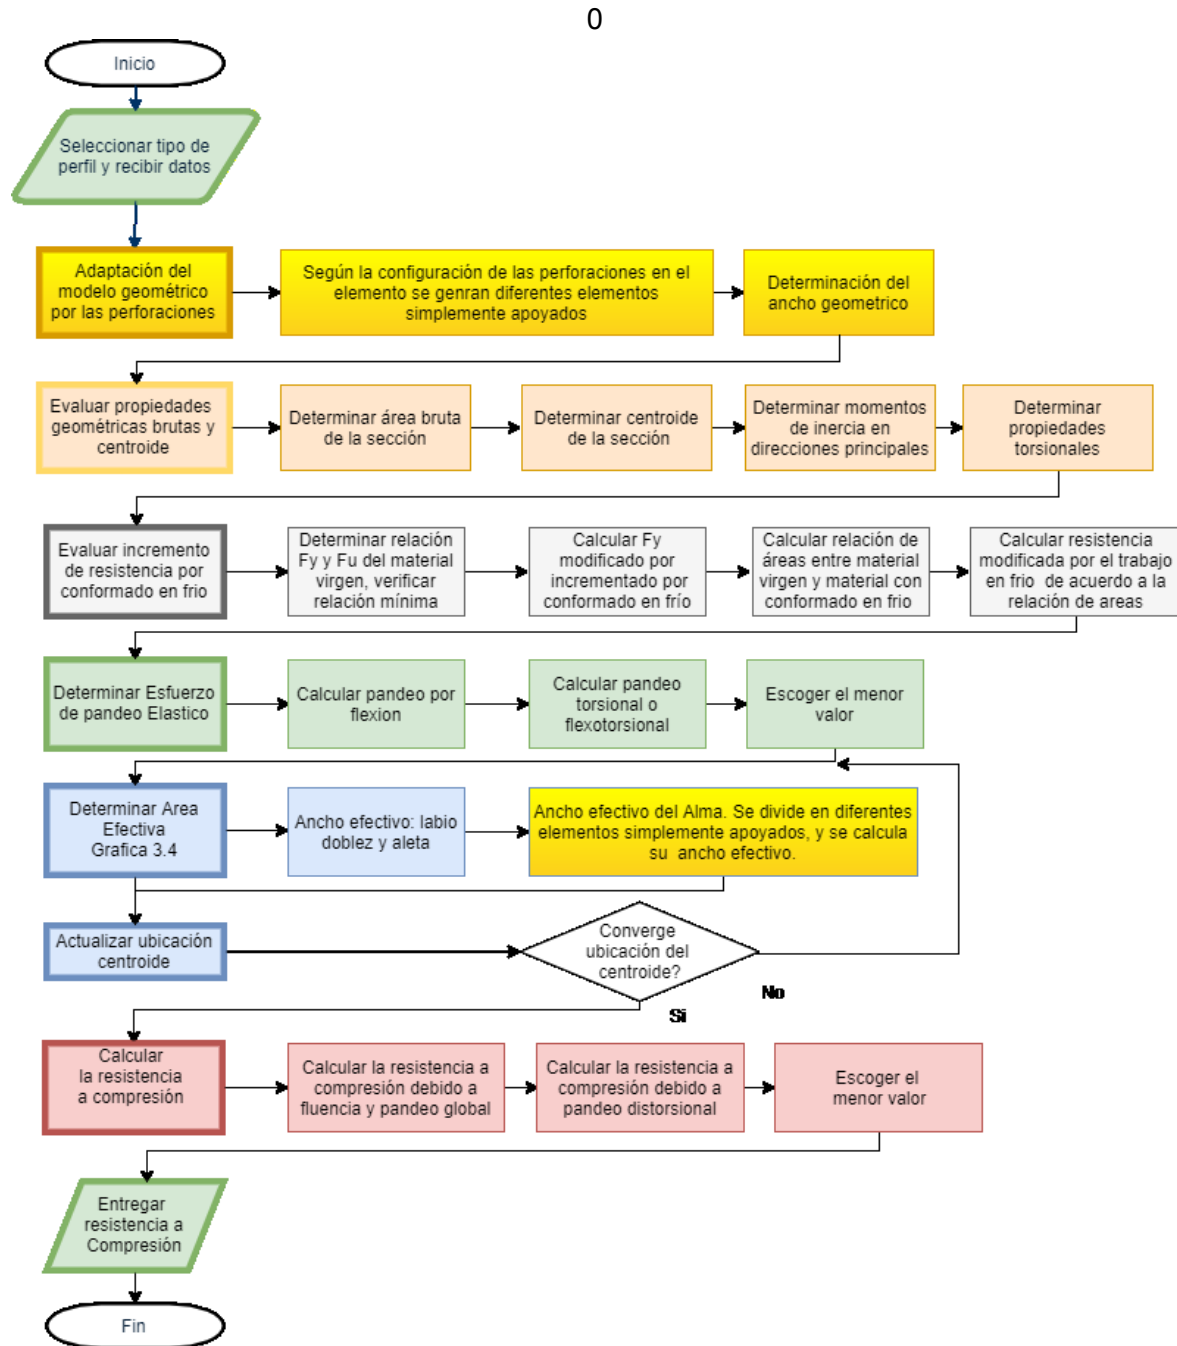 0
Inicio
Seleccionar tipo de
perfil y recibir datos
Adaptación del
modelo geométrico
por las perforaciones
Según la configuración de las perforaciones en el
elemento se genran diferentes elementos
simplemente apoyados
Determinación del
ancho geometrico
Evaluar propiedades
geométricas brutas y
centroide
Determinar área bruta
de la sección
Determinar centroide
de la sección
Determinar momentos
de inercia en
direcciones principales
Determinar
propiedades
torsionales
Evaluar incremento
de resistencia por
conformado en frio
Determinar relación
Fy y Fu del material
virgen, verificar
relación mínima
Calcular Fy
modificado por
incrementado por
conformado en frío
Calcular relación de
áreas entre material
virgen y material con
conformado en frio
Calcular resistencia
modificada por el trabajo
en frio de acuerdo a la
relación de areas
Determinar Esfuerzo
de pandeo Elastico
Calcular pandeo por
flexion
Calcular pandeo
torsional o
flexotorsional
Escoger el menor
valor
Determinar Area
Efectiva
Grafica 3.4
Ancho efectivo: labio
doblez y aleta
Ancho efectivo del Alma. Se divide en diferentes
elementos simplemente apoyados, y se calcula
su ancho efectivo.
Actualizar ubicación
centroide
Converge
ubicación del
centroide?
No
Si
Calcular
la resistencia
a compresión
Calcular la resistencia a
compresión debido a
fluencia y pandeo global
Calcular la resistencia a
compresión debido a
pandeo distorsional
Escoger el
menor valor
Entregar
resistencia a
Compresión
Fin